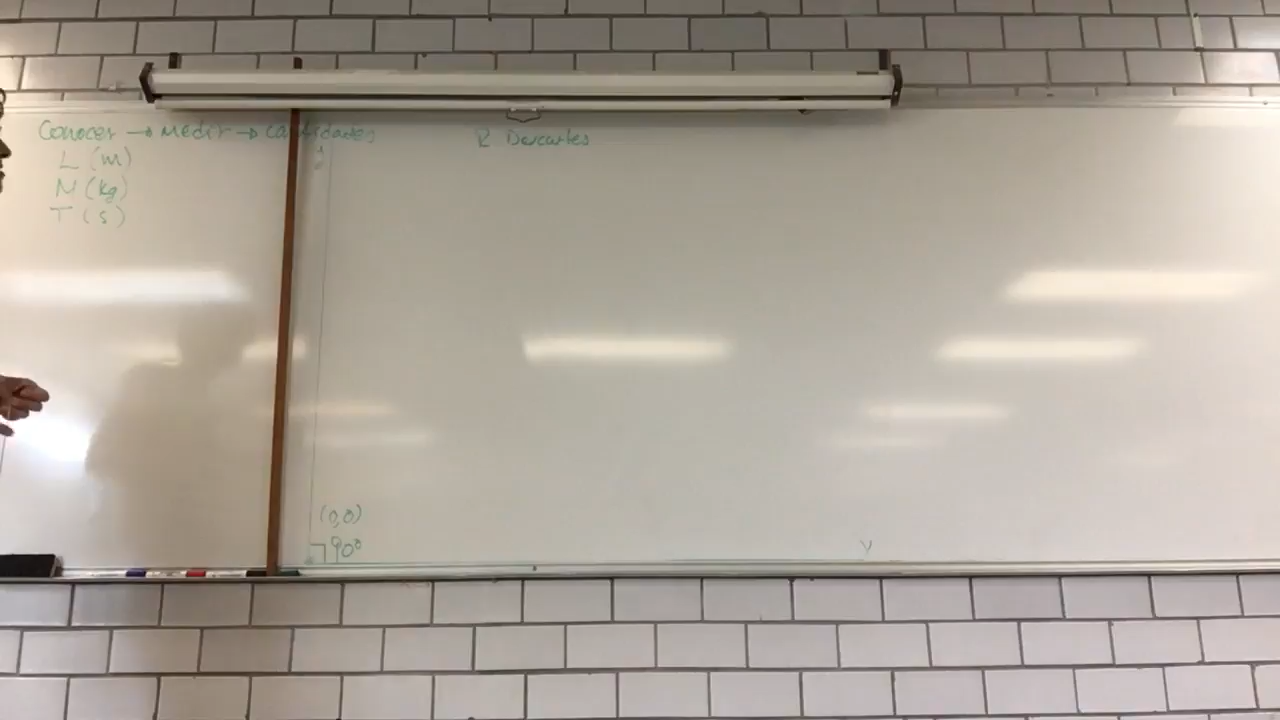 Conocer → medir → cantidades
L (m)
M (kg)
T (s)
R Descartes
(0,0)
90°